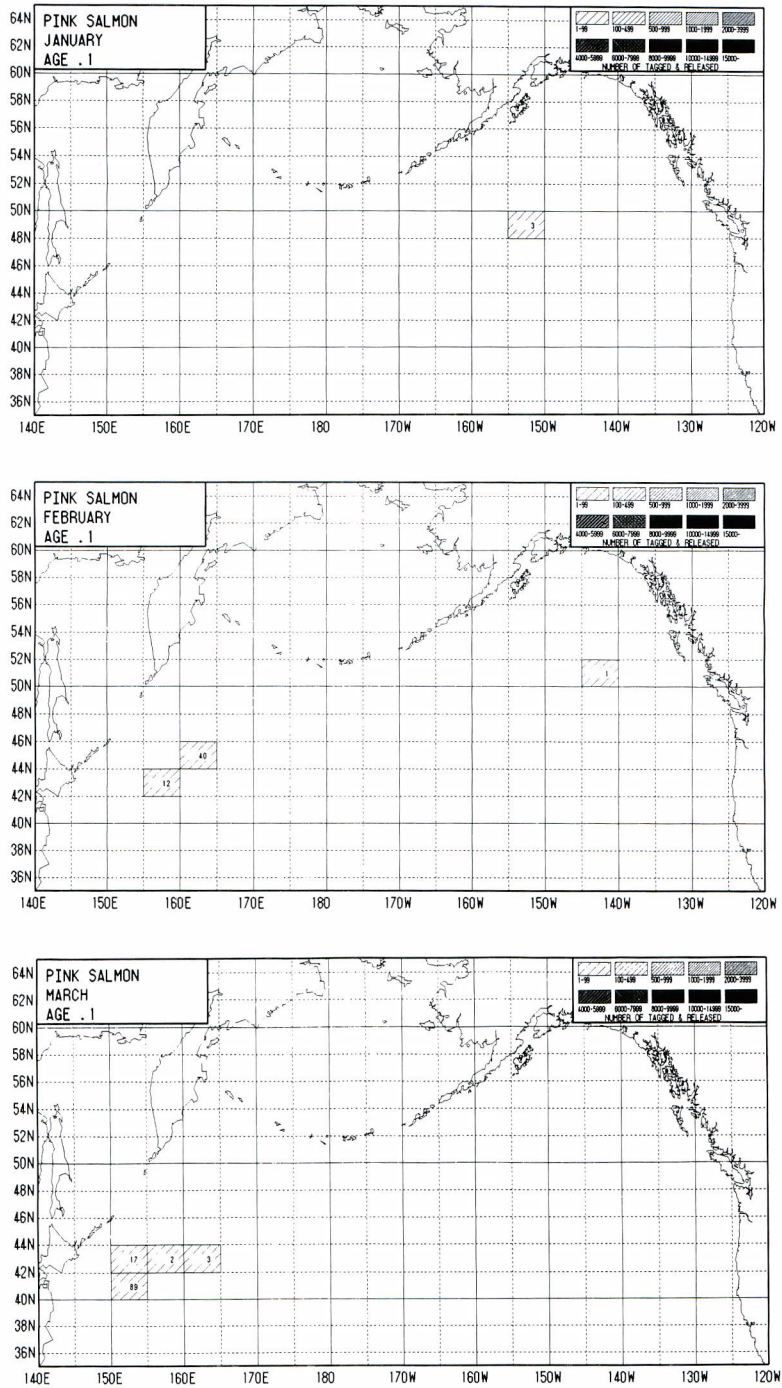 PINK SALMON
JANUARY
AGE .1
1-99 100-499 500-999 1000-1999 2000-3999
4000-5999 6000-7999 8000-9999 10000-14999 15000-
NUMBER OF TAGGED & RELEASED
64N
62N
60N
58N
56N
54N
52N
50N
48N
46N
44N
42N
40N
38N
36N
3
140E 150E 160E 170E 180 170W 160W 150W 140W 130W 120W
PINK SALMON
FEBRUARY
AGE .1
1-99 100-499 500-999 1000-1999 2000-3999
4000-5999 6000-7999 8000-9999 10000-14999 15000-
NUMBER OF TAGGED & RELEASED
64N
62N
60N
58N
56N
54N
52N
1
50N
48N
46N
40
44N
12
42N
40N
38N
36N
140E 150E 160E 170E 180 170W 160W 150W 140W 130W 120W
PINK SALMON
MARCH
AGE .1
1-99 100-499 500-999 1000-1999 2000-3999
4000-5999 6000-7999 8000-9999 10000-14999 15000-
NUMBER OF TAGGED & RELEASED
64N
62N
60N
58N
56N
54N
52N
50N
48N
46N
44N
17 2 3
42N
89
40N
38N
36N
140E 150E 160E 170E 180 170W 160W 150W 140W 130W 120W